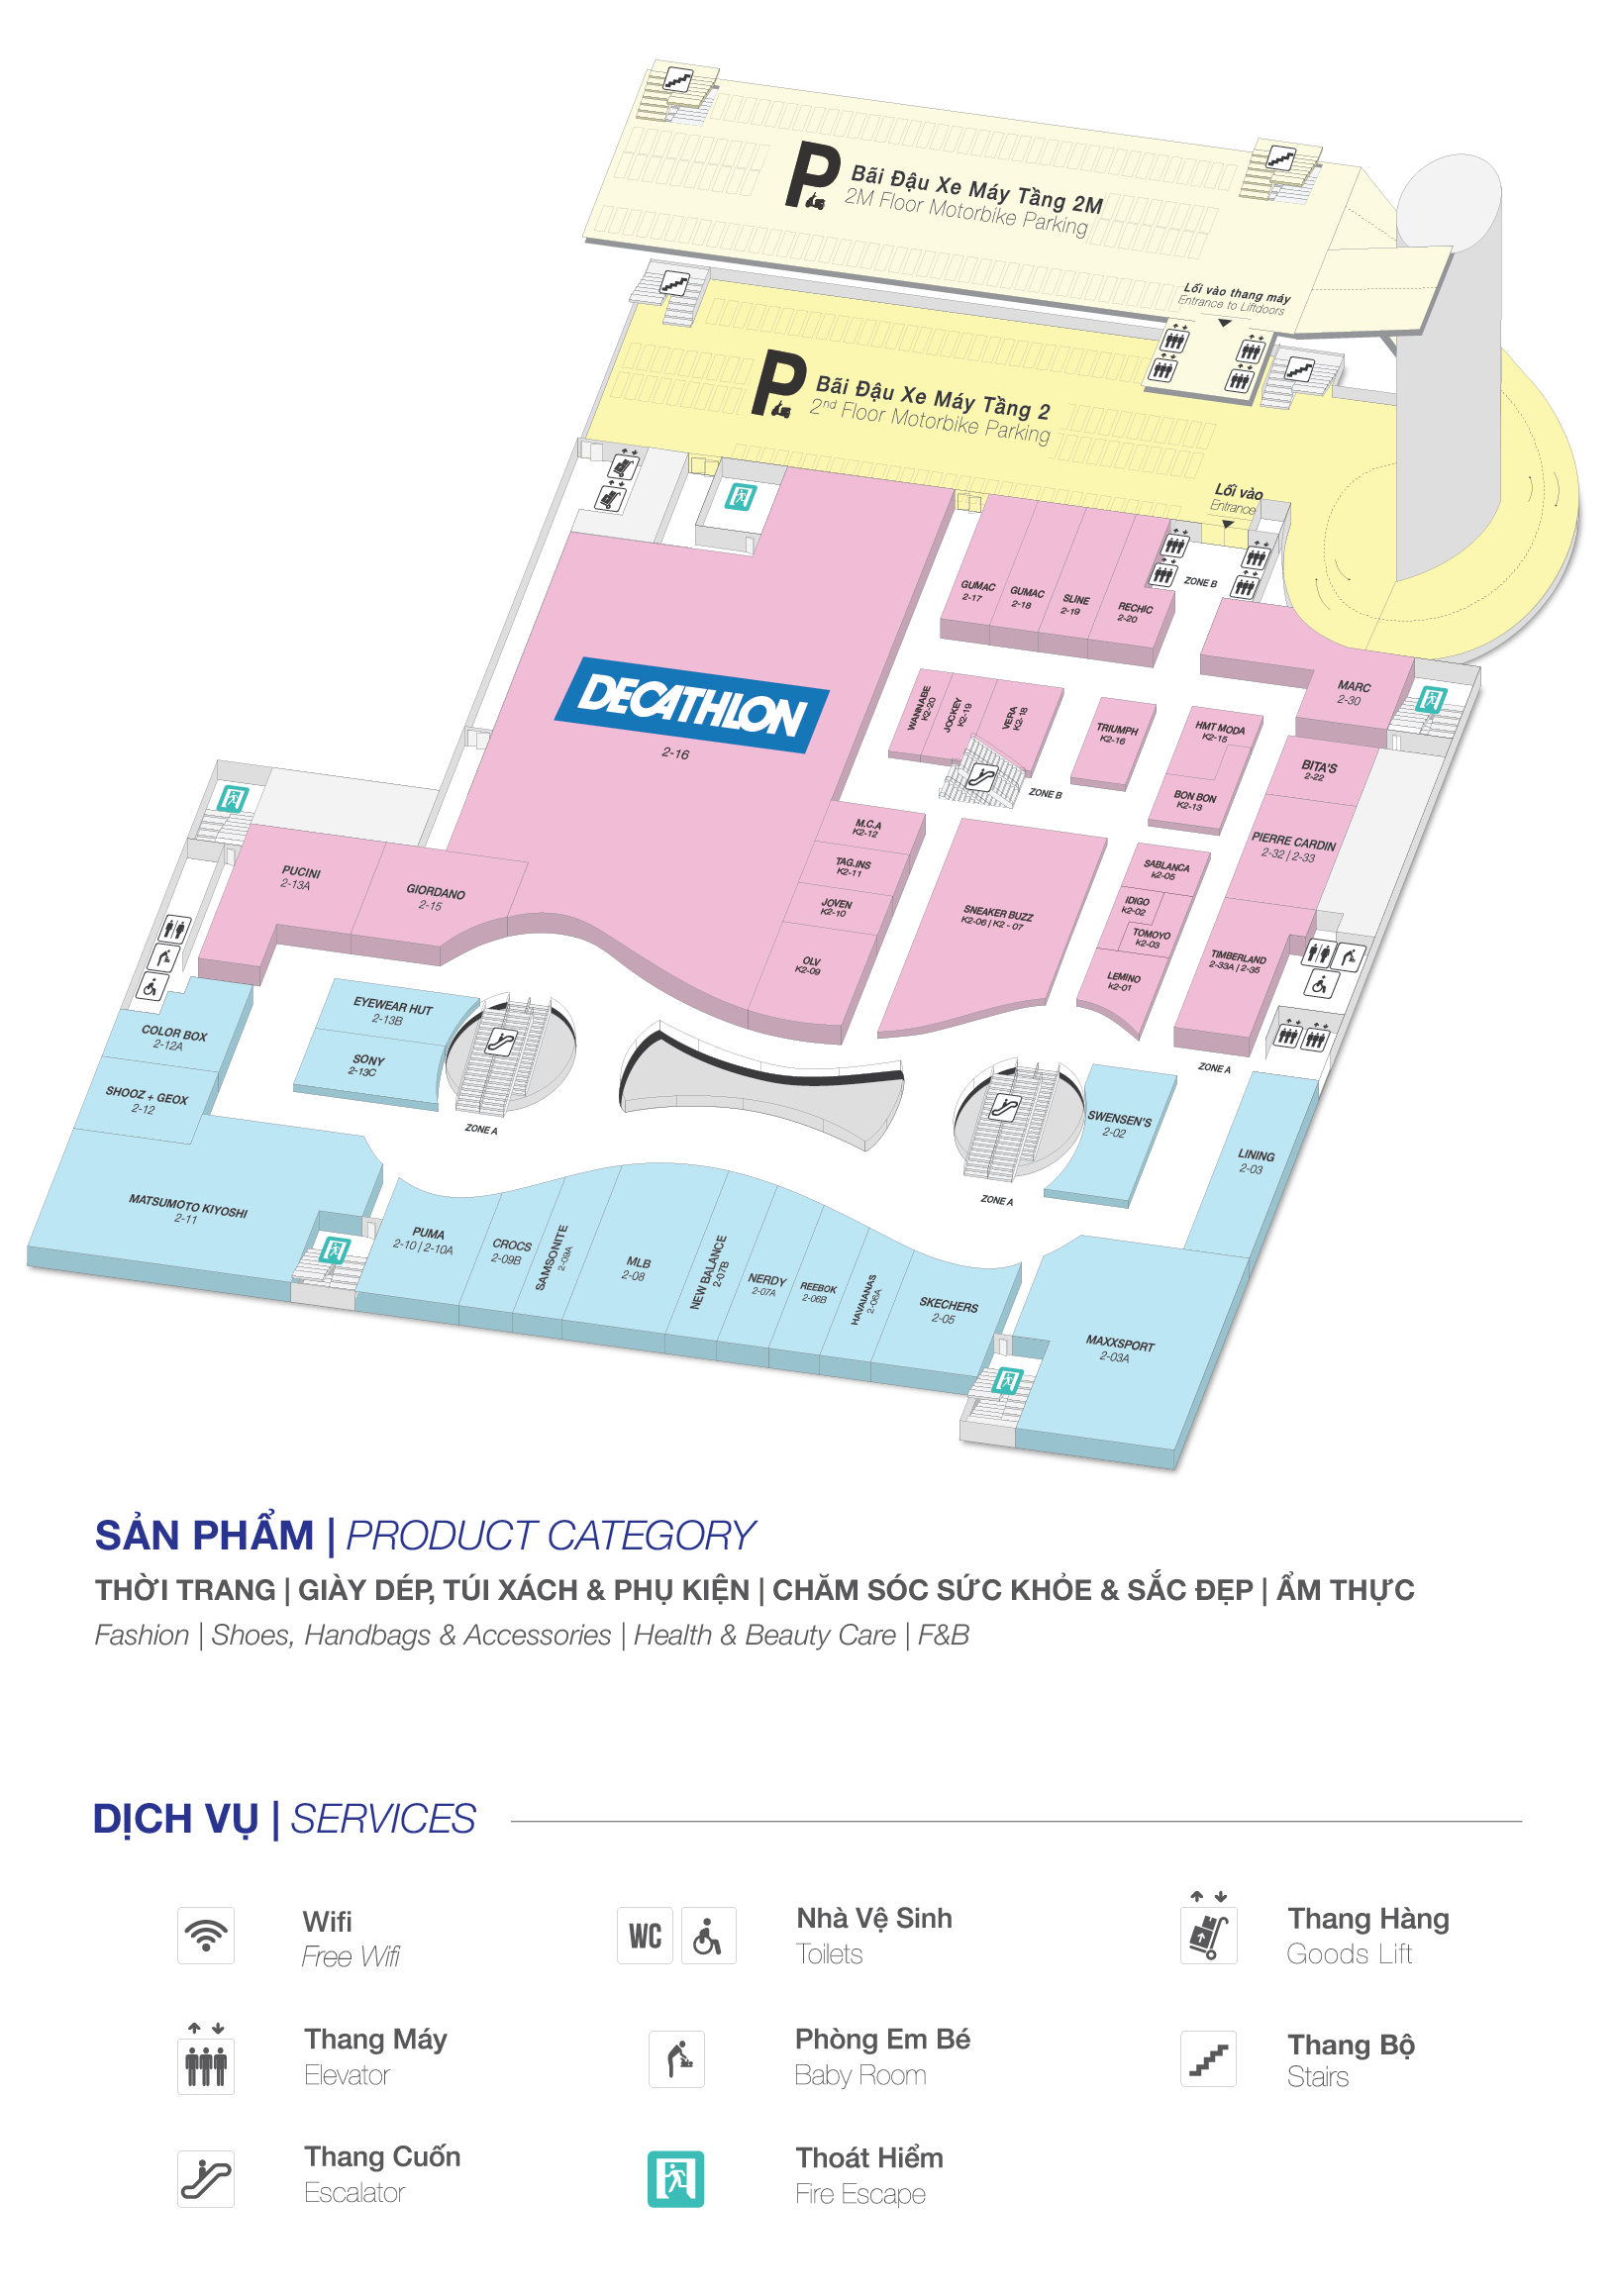 Bãi Đậu Xe Máy Tầng 2M
2M Floor Motorbike Parking
Lối vào thang máy
Entrance to Liftdoors
Bãi Đậu Xe Máy Tầng 2
2nd Floor Motorbike Parking
Lối vào
Entrance
ZONE B
GUMAC
2-17
GUMAC
2-18
SLINE
2-19
RECHIC
2-20
MARC
2-30
DECATHLON
2-16
WANNABE
K2-20
JOCKEY
K2-19
VERA
K2-18
TRIUMPH
K2-16
HMT MODA
K2-15
BON BON
K2-13
BITA'S
2-22
ZONE B
M.C.A
K2-12
TAG.INS
K2-11
JOVEN
K2-10
OLV
K2-09
SNEAKER BUZZ
K2-06 | K2 - 07
SABLANCA
k2-05
IDIGO
k2-02
TOMOYO
k2-03
LEMINO
k2-01
PIERRE CARDIN
2-32 | 2-33
TIMBERLAND
2-33A | 2-35
PUCINI
2-13A
GIORDANO
2-15
EYEWEAR HUT
2-13B
SONY
2-13C
COLOR BOX
2-12A
SHOOZ + GEOX
2-12
MATSUMOTO KIYOSHI
2-11
ZONE A
ZONE A
ZONE A
SWENSEN'S
2-02
LINING
2-03
PUMA
2-10 | 2-10A
CROCS
2-09B
SAMSONITE
2-09A
MLB
2-08
NEW BALANCE
2-07B
NERDY
2-07A
REEBOK
2-06B
HAVAIANAS
2-06A
SKECHERS
2-05
MAXXSPORT
2-03A
SẢN PHẨM | PRODUCT CATEGORY
THỜI TRANG | GIÀY DÉP, TÚI XÁCH & PHỤ KIỆN | CHĂM SÓC SỨC KHỎE & SẮC ĐẸP | ẨM THỰC
Fashion | Shoes, Handbags & Accessories | Health & Beauty Care | F&B
DỊCH VỤ | SERVICES
Wifi
Free Wifi
WC
Nhà Vệ Sinh
Toilets
Thang Hàng
Goods Lift
Thang Máy
Elevator
Phòng Em Bé
Baby Room
Thang Bộ
Stairs
Thang Cuốn
Escalator
Thoát Hiểm
Fire Escape